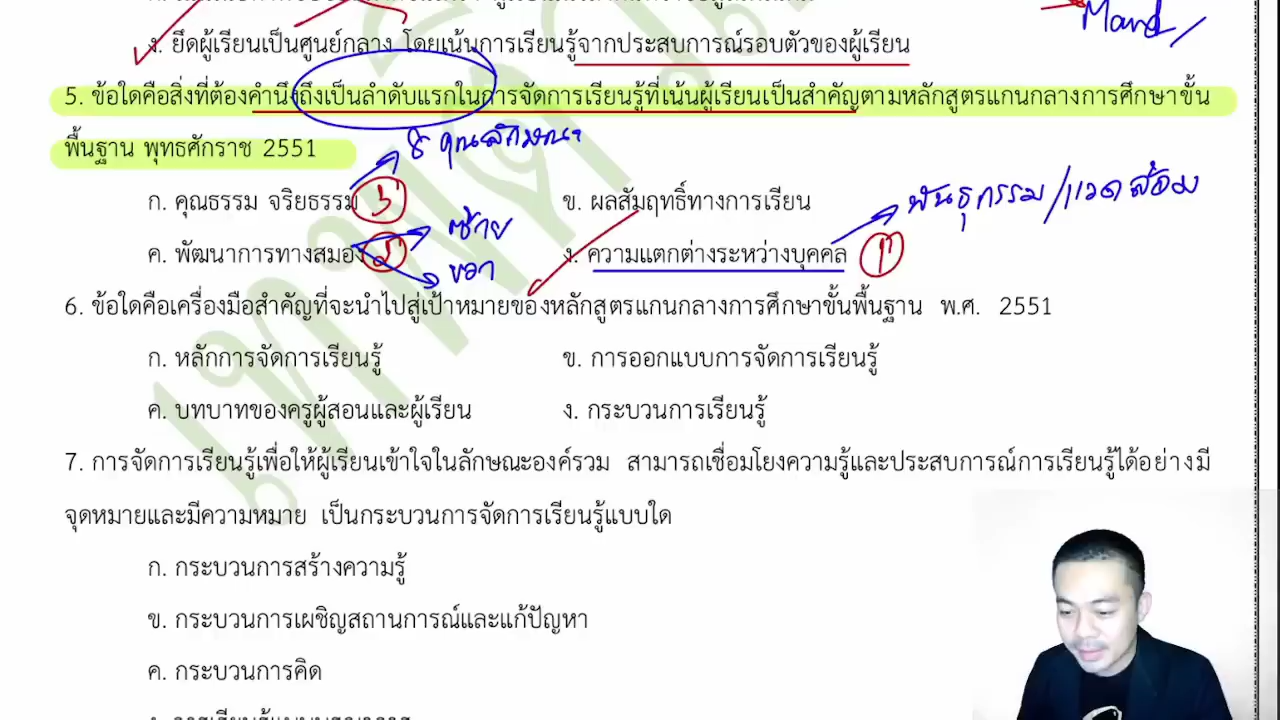 ง. ยึดผู้เรียนเป็นศูนย์กลาง โดยเน้นการเรียนรู้จากประสบการณ์รอบตัวของผู้เรียน
5. ข้อใดคือสิ่งที่ต้องคำนึงถึงเป็นลำดับแรกในการจัดการเรียนรู้ที่เน้นผู้เรียนเป็นสำคัญตามหลักสูตรแกนกลางการศึกษาขั้น
พื้นฐาน พุทธศักราช 2551
8 คุณลักษณะ
ก. คุณธรรม จริยธรรม 3 ข. ผลสัมฤทธิ์ทางการเรียน
พันธุกรรม/แวดล้อม
ซ้าย
ค. พัฒนาการทางสมอง 2 ง. ความแตกต่างระหว่างบุคคล 1
ขวา
6. ข้อใดคือเครื่องมือสำคัญที่จะนำไปสู่เป้าหมายของหลักสูตรแกนกลางการศึกษาขั้นพื้นฐาน พ.ศ. 2551
ก. หลักการจัดการเรียนรู้ ข. การออกแบบการจัดการเรียนรู้
ค. บทบาทของครูผู้สอนและผู้เรียน ง. กระบวนการเรียนรู้
7. การจัดการเรียนรู้เพื่อให้ผู้เรียนเข้าใจในลักษณะองค์รวม สามารถเชื่อมโยงความรู้และประสบการณ์การเรียนรู้ได้อย่างมี
จุดหมายและมีความหมาย เป็นกระบวนการจัดการเรียนรู้แบบใด
ก. กระบวนการสร้างความรู้
ข. กระบวนการเผชิญสถานการณ์และแก้ปัญหา
ค. กระบวนการคิด